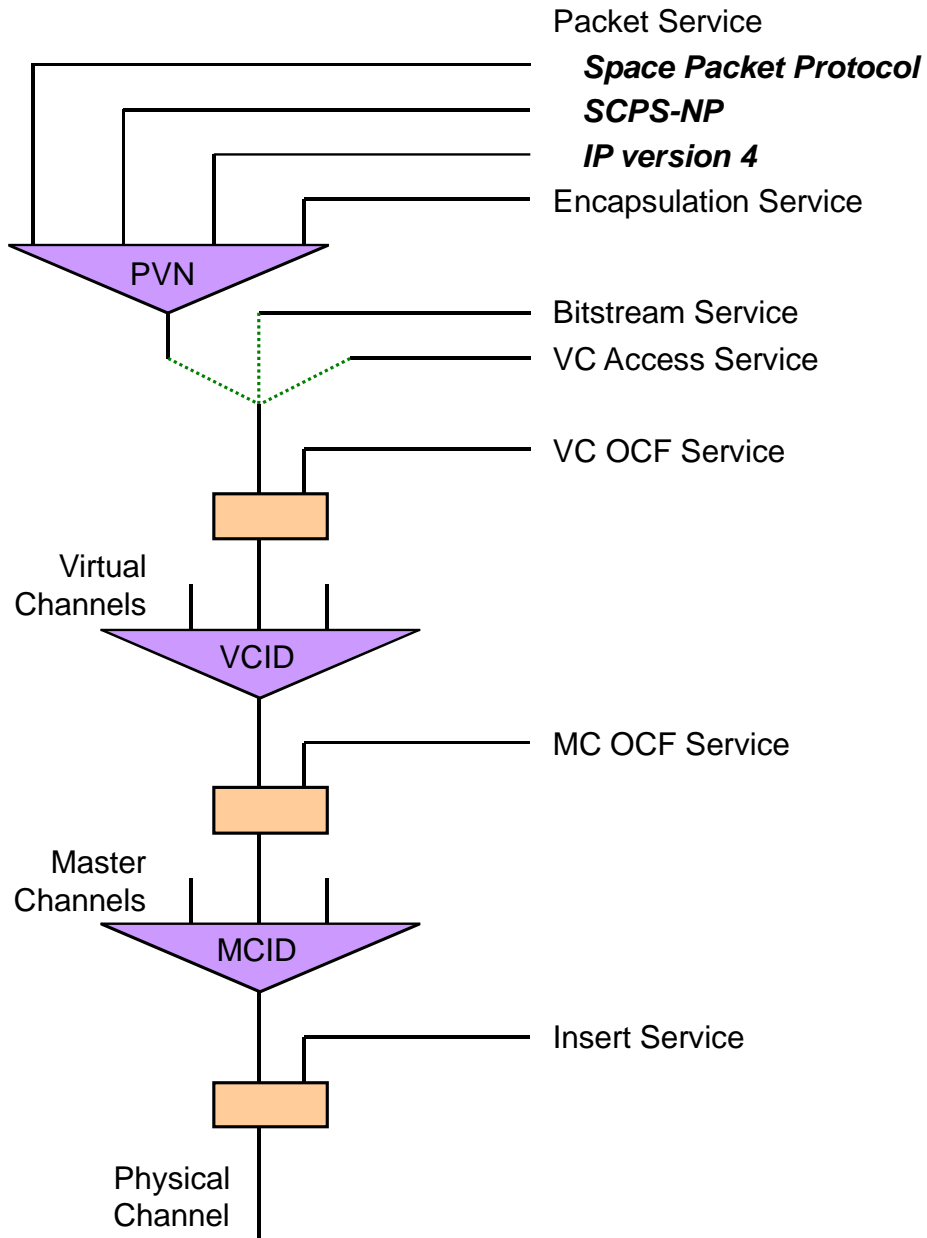 Packet Service
Space Packet Protocol
SCPS-NP
IP version 4
Encapsulation Service
PVN
Bitstream Service
VC Access Service
VC OCF Service
Virtual
Channels
VCID
MC OCF Service
Master
Channels
MCID
Insert Service
Physical
Channel